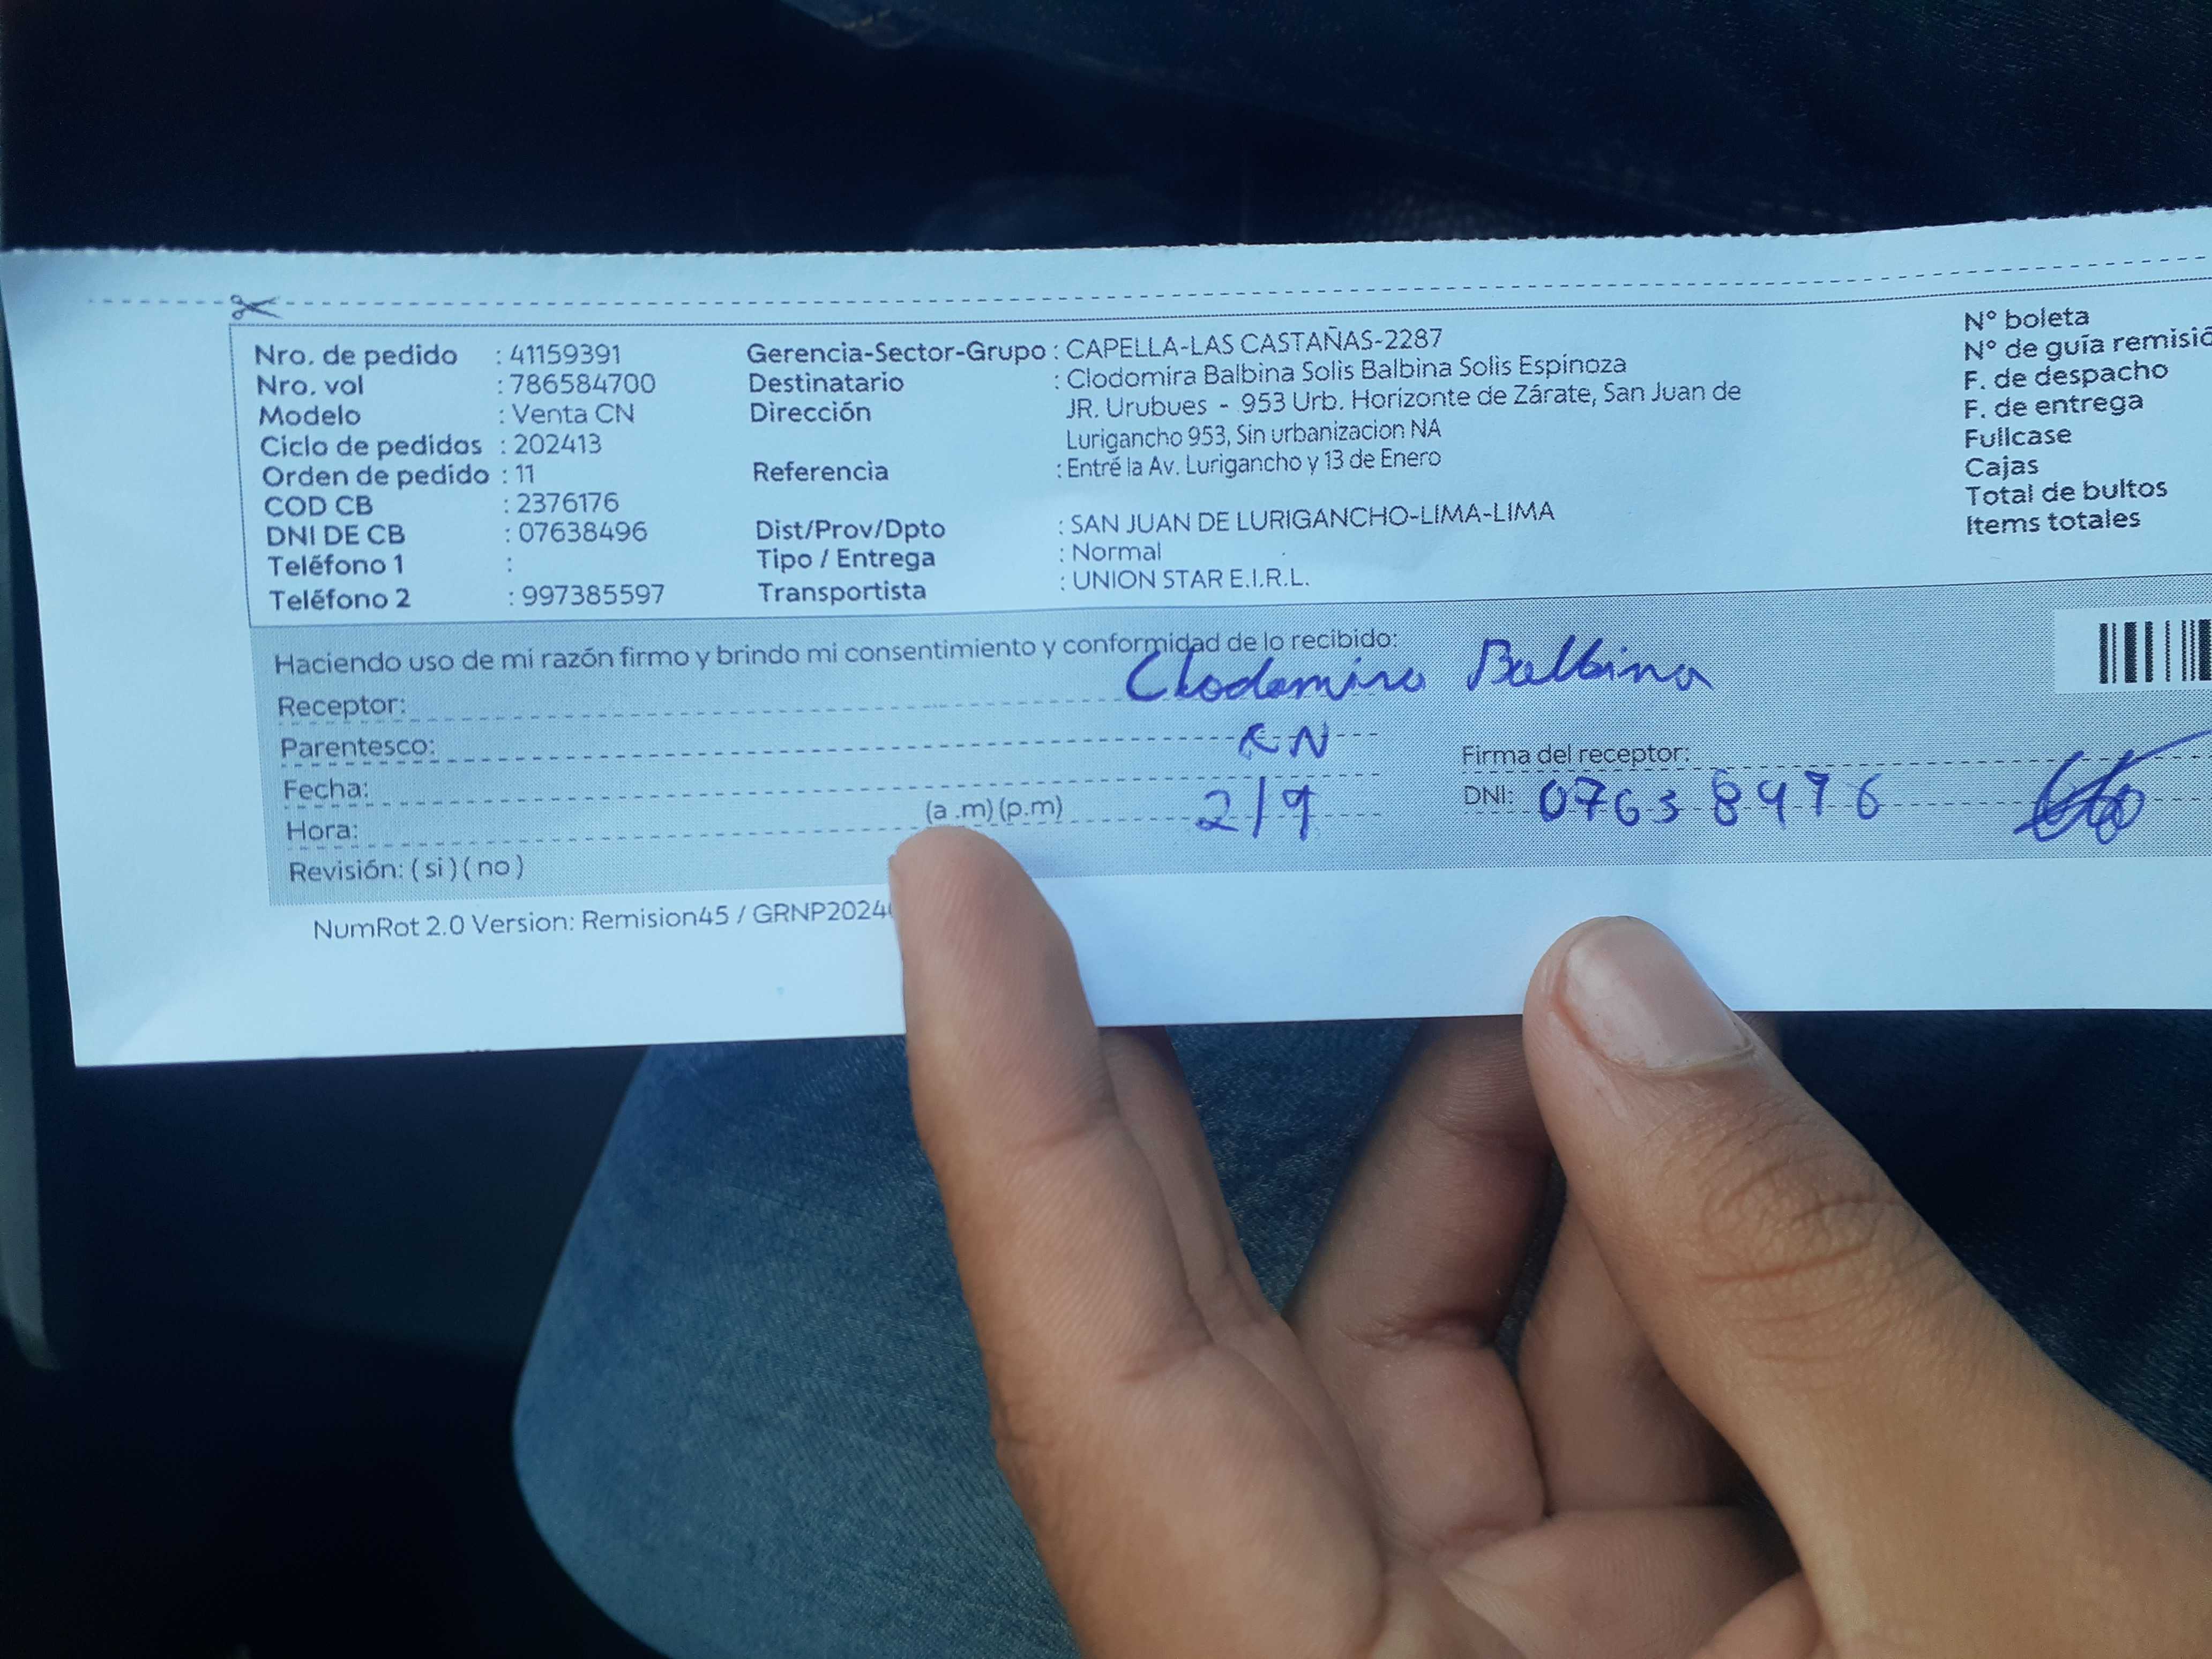 Nro. de pedido : 41159391
Nro. vol : 786584700
Modelo : Venta CN
Ciclo de pedidos : 202413
Orden de pedido : 11
COD CB : 2376176
DNI DE CB : 07638496
Teléfono 1 :
Teléfono 2 : 997385597
Gerencia-Sector-Grupo : CAPELLA-LAS CASTAÑAS-2287
Destinatario : Clodomira Balbina Solis Balbina Solis Espinoza
Dirección JR. Urubues - 953 Urb. Horizonte de Zárate, San Juan de
Lurigancho 953, Sin urbanizacion NA
Referencia : Entré la Av. Lurigancho y 13 de Enero
Dist/Prov/Dpto : SAN JUAN DE LURIGANCHO-LIMA-LIMA
Tipo / Entrega : Normal
Transportista : UNION STAR E.I.R.L.
N° boleta
N° de guía remisió
F. de despacho
F. de entrega
Fullcase
Cajas
Total de bultos
Items totales
Haciendo uso de mi razón firmo y brindo mi consentimiento y conformidad de lo recibido:
Receptor: Clodomira Balbina
Parentesco: CN
Fecha: 2/9
Hora: (a .m) (p.m)
Revisión: ( si ) ( no )
Firma del receptor:
DNI: 07638496
NumRot 2.0 Version: Remision45 / GRNP2024